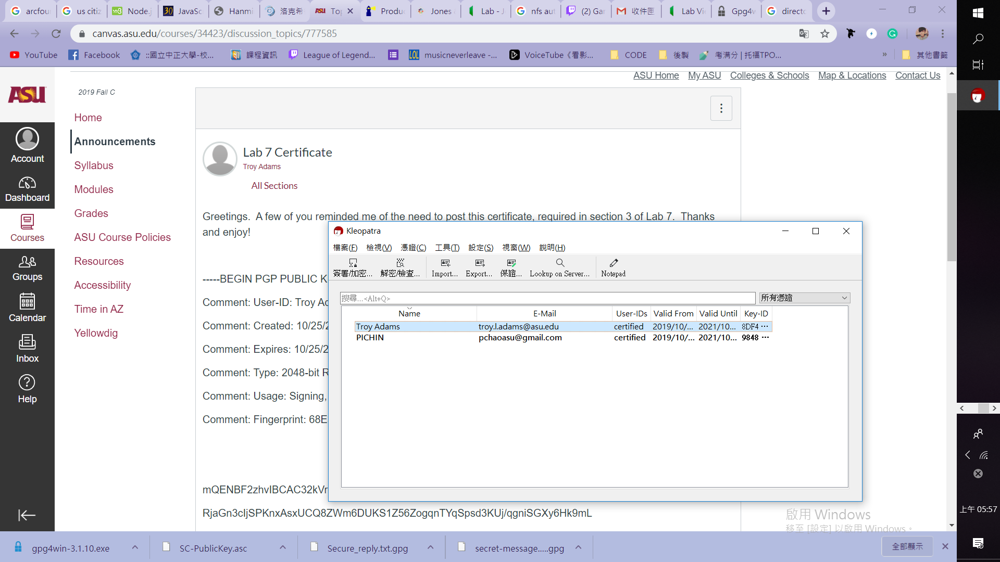 arcfou
us citiz
Node.j
JavaSc
Hanmi
洛克希
Top
Produ
Jones
Lab - J
nfs aut
(2) Gar
收件匣
Lab Vi
Gpg4w
directo
canvas.asu.edu/courses/34423/discussion_topics/777585
YouTube
Facebook
::國立中正大學-校...
課程資訊
League of Legend...
musicneverleave -...
VoiceTube《看影...
CODE
後製
考满分 | 托福TPO...
»
其他書籤
ASU Home
My ASU
Colleges & Schools
Map & Locations
Contact Us
ASU
Account
Dashboard
Courses
Groups
Calendar
Inbox
Help
2019 Fall C
Home
Announcements
Syllabus
Modules
Grades
ASU Course Policies
Resources
Accessibility
Time in AZ
Yellowdig
Lab 7 Certificate
Troy Adams
All Sections
Greetings.  A few of you reminded me of the need to post this certificate, required in section 3 of Lab 7.  Thanks
and enjoy!
-----BEGIN PGP PUBLIC K
Comment: User-ID: Troy Ad
Comment: Created: 10/25/2
Comment: Expires: 10/25/2
Comment: Type: 2048-bit R
Comment: Usage: Signing,
Comment: Fingerprint: 68E
mQENBF2zhvIBCAC32kVr
RjaGn3cIjSPKnxAsxUCQ8ZWm6DUKS1Z56ZogqnTYqSpsd3KUj/qgniSGXy6Hk9mL
Kleopatra
檔案(F)
檢視(V)
憑證(C)
工具(T)
設定(S)
視窗(W)
說明(H)
簽署/加密...
解密/檢查...
Import...
Export...
保證...
Lookup on Server...
Notepad
搜尋...<Alt+Q>
所有憑證
Name E-Mail User-IDs Valid From Valid Until Key-ID
Troy Adams troy.l.adams@asu.edu certified 2019/10/... 2021/10... 8DF4 ...
PICHIN pchaoasu@gmail.com certified 2019/10/... 2021/10... 9848 ...
啟用 Windows
移至 [設定] 以啟用 Windows。
上午 05:57
gpg4win-3.1.10.exe
SC-PublicKey.asc
Secure_reply.txt.gpg
secret-message.....gpg
全部顯示